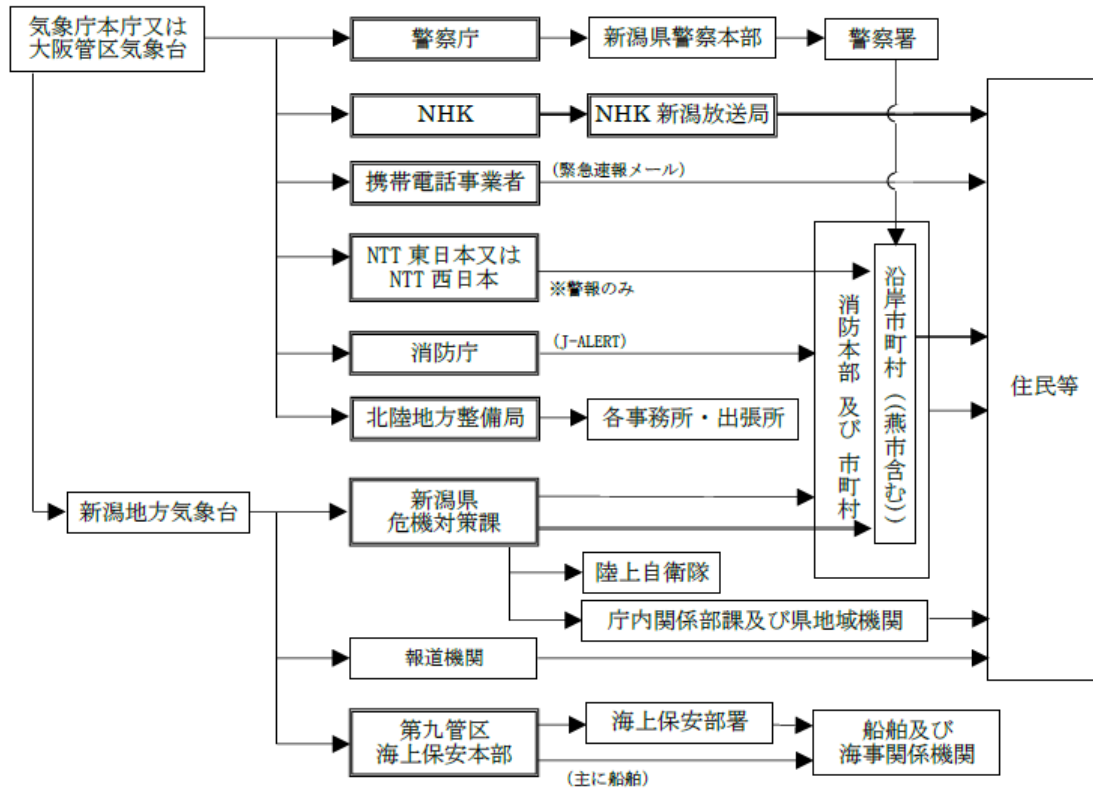 気象庁本庁又は
大阪管区気象台
警察庁
新潟県警察本部
警察署
NHK
NHK 新潟放送局
携帯電話事業者
(緊急速報メール)
NTT 東日本又は
NTT 西日本
※警報のみ
消防庁
(J-ALERT)
北陸地方整備局
各事務所・出張所
消防本部 及び 市町村
沿岸市町村 ((燕市含む))
住民等
新潟地方気象台
新潟県
危機対策課
陸上自衛隊
庁内関係部課及び県地域機関
報道機関
第九管区
海上保安本部
海上保安部署
(主に船舶)
船舶及び
海事関係機関